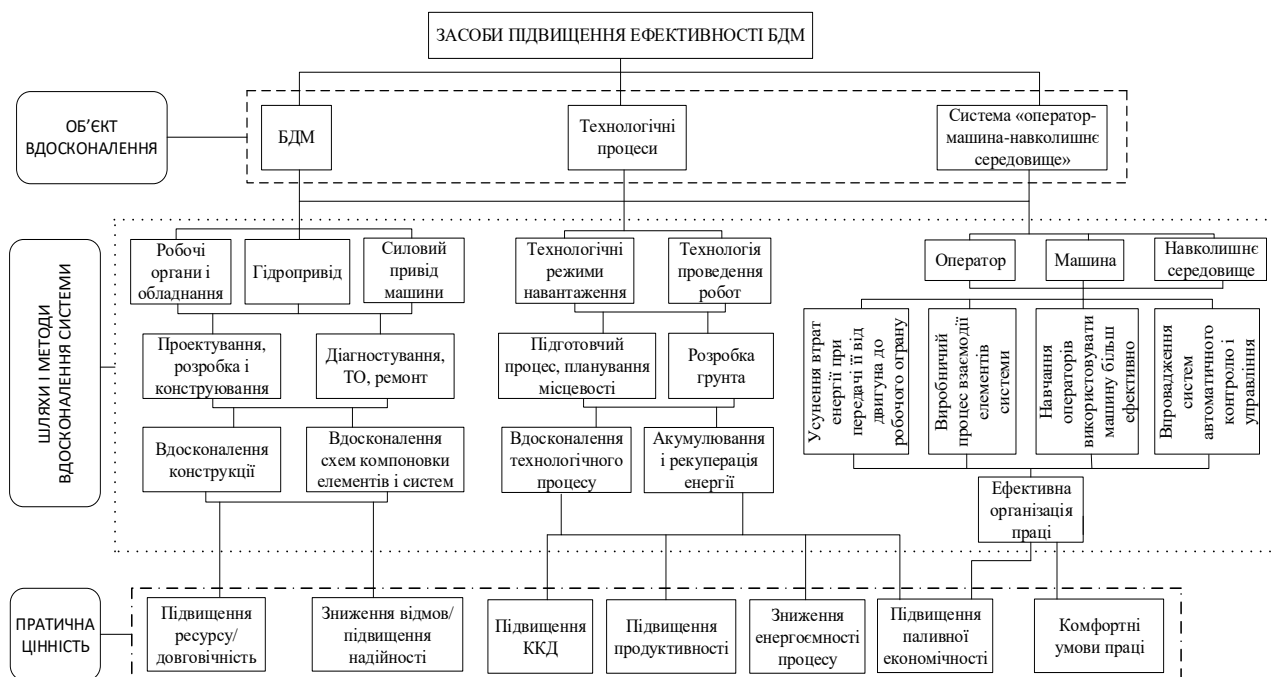 ЗАСОБИ ПІДВИЩЕННЯ ЕФЕКТИВНОСТІ БДМ
ОБ’ЄКТ
ВДОСКОНАЛЕННЯ
БДМ
Технологічні
процеси
Система «оператор-
машина-навколишнє
середовище»
ШЛЯХИ І МЕТОДИ
ВДОСКОНАЛЕННЯ СИСТЕМИ
Робочі
органи і
обладнання
Гідропривід
Силовий
привід
машини
Технологічні
режими
навантаження
Технологія
проведення
робот
Оператор
Машина
Навколишнє
середовище
Проектування,
розробка і
конструювання
Діагностування,
ТО, ремонт
Підготовчий
процес, планування
місцевості
Розробка
грунта
Усунення втрат
енергії при
передачі її від
двигуна до
робочого ограну
Виробничий
процес взаємодії
елементів
системи
Навчання
операторів
використовувати
машину більш
ефективно
Впровадження
систем
автоматичного
контролю і
управління
Вдосконалення
конструкції
Вдосконалення
схем компоновки
елементів і систем
Вдосконалення
технологічного
процесу
Акумулювання
і рекуперація
енергії
Ефективна
організація
праці
ПРАТИЧНА
ЦІННІСТЬ
Підвищення
ресурсу/
довговічність
Зниження відмов/
підвищення
надійності
Підвищення
ККД
Підвищення
продуктивності
Зниження
енергоємності
процесу
Підвищення
паливної
економічності
Комфортні
умови праці